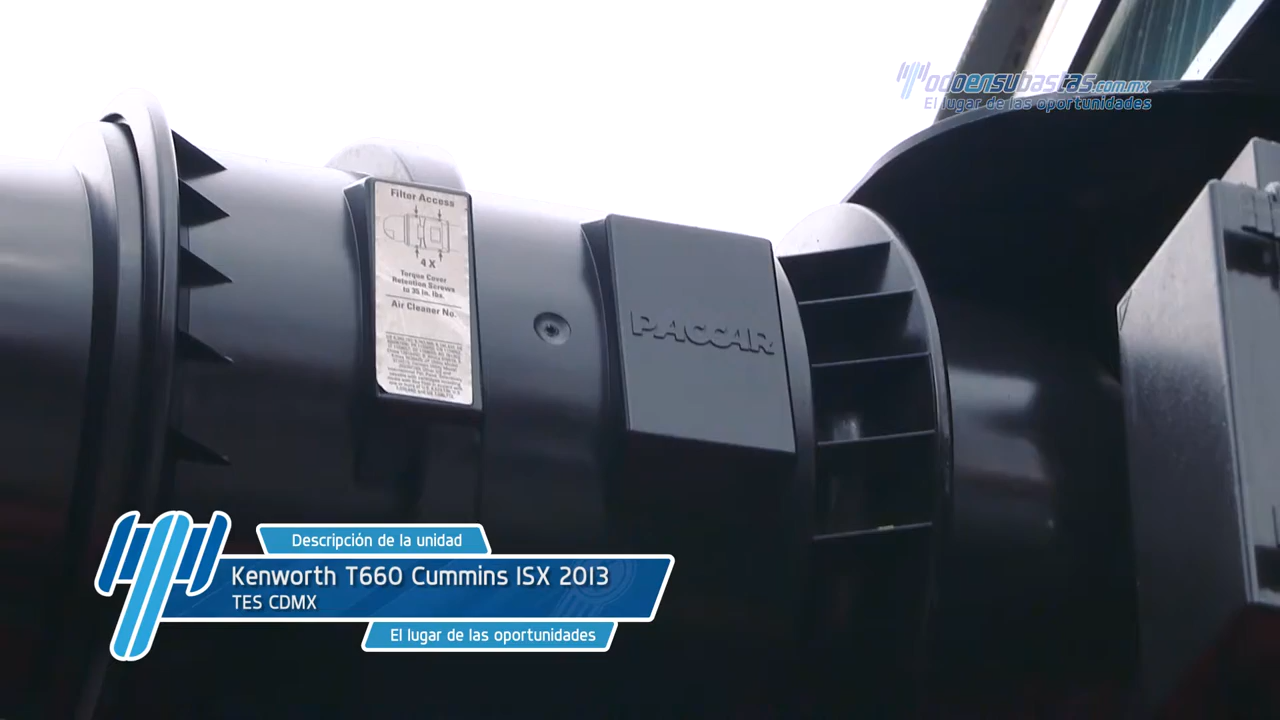 Todoensubastas.com.mx
El lugar de las oportunidades
Filter Access
4 X
Torque Cover
Retention Screws
to 35 in. lbs.
Air Cleaner No.
PACCAR
Descripción de la unidad
Kenworth T660 Cummins ISX 2013
TES CDMX
El lugar de las oportunidades